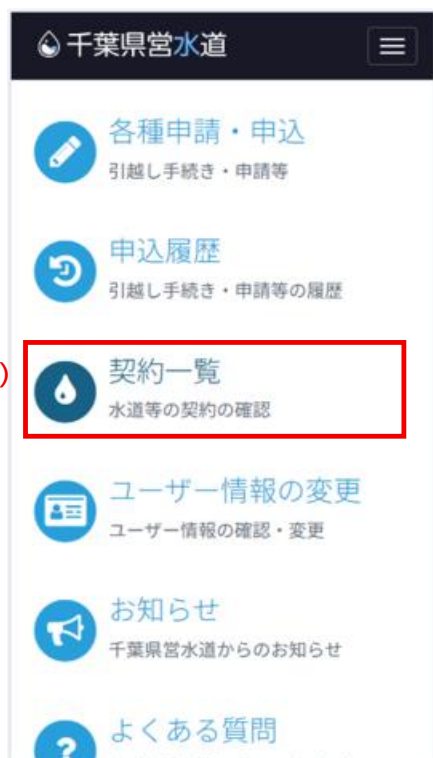 千葉県営水道
各種申請・申込
引越し手続き・申請等
申込履歴
引越し手続き・申請等の履歴
)
契約一覧
水道等の契約の確認
ユーザー情報の変更
ユーザー情報の確認・変更
お知らせ
千葉県営水道からのお知らせ
よくある質問